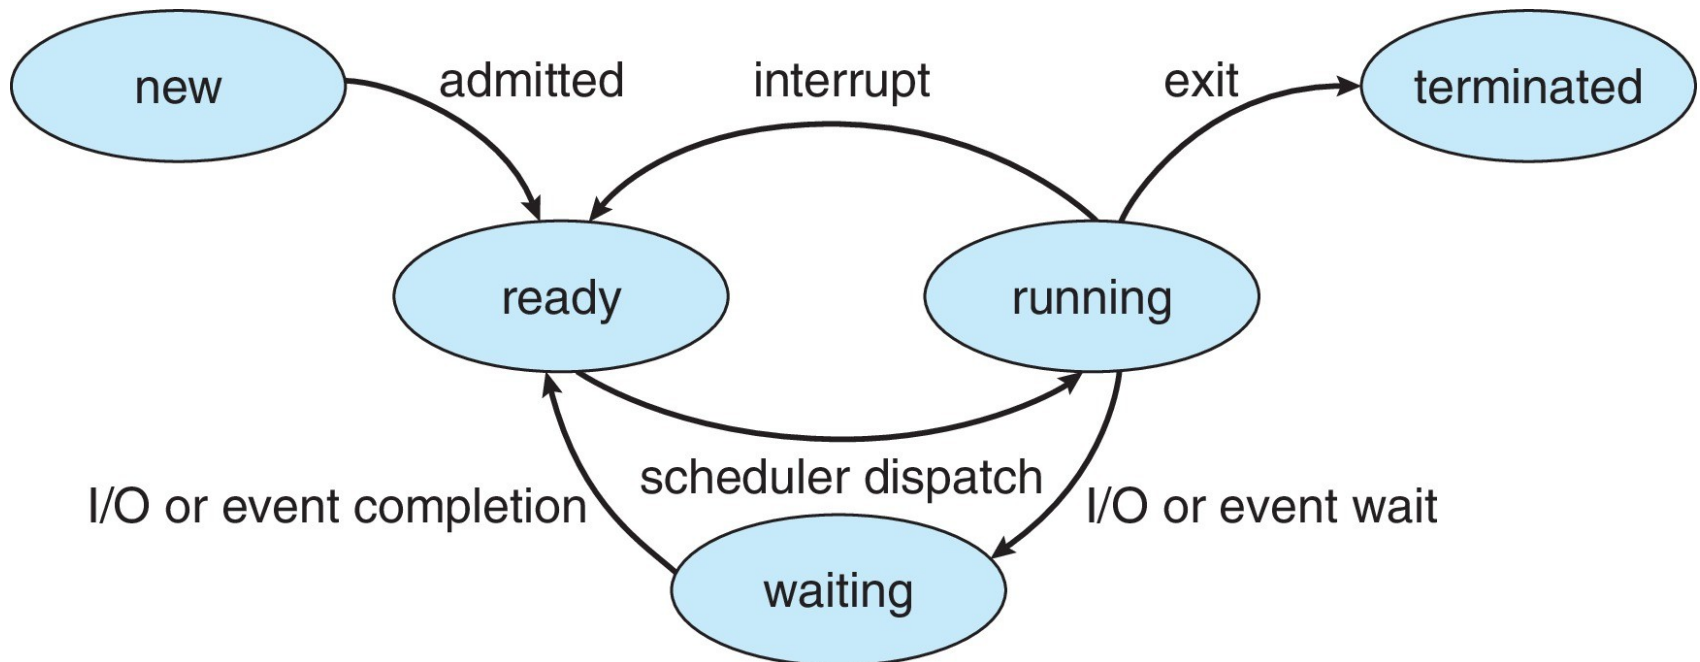 new
admitted
interrupt
exit
terminated
ready
running
scheduler dispatch
I/O or event completion
I/O or event wait
waiting